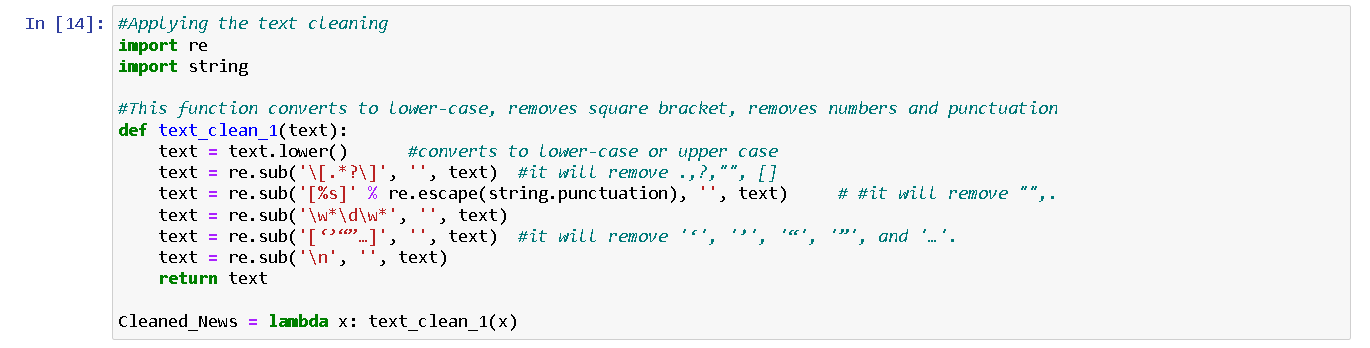 In [14]: #Applying the text cleaning
import re
import string

#This function converts to lower-case, removes square bracket, removes numbers and punctuation
def text_clean_1(text):
    text = text.lower()      #converts to lower-case or upper case
    text = re.sub('\[.*?\]', '', text)  #it will remove .,?,"", []
    text = re.sub('[%s]' % re.escape(string.punctuation), '', text)     # #it will remove "",.
    text = re.sub('\w*\d\w*', '', text)
    text = re.sub('[‘’“”…]', '', text)  #it will remove '‘', '’', '“', '”', and '…'.
    text = re.sub('\n', '', text)
    return text

Cleaned_News = lambda x: text_clean_1(x)